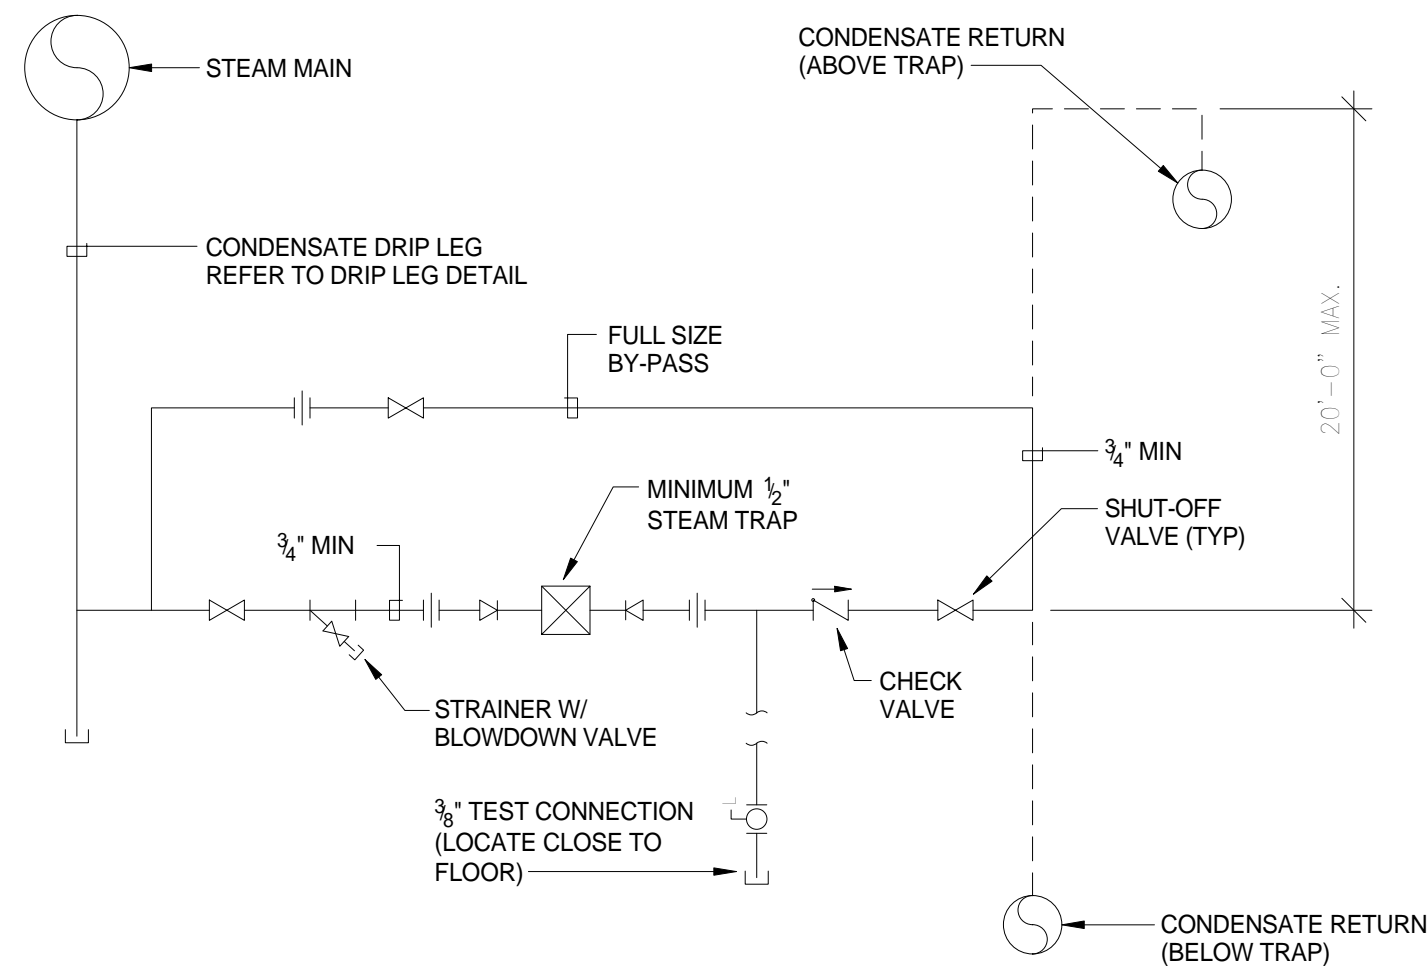 STEAM MAIN
CONDENSATE RETURN
(ABOVE TRAP)
CONDENSATE DRIP LEG
REFER TO DRIP LEG DETAIL
FULL SIZE
BY-PASS
20'-0" MAX.
3/4" MIN
MINIMUM 1/2"
STEAM TRAP
SHUT-OFF
VALVE (TYP)
3/4" MIN
CHECK
VALVE
STRAINER W/
BLOWDOWN VALVE
3/8" TEST CONNECTION
(LOCATE CLOSE TO
FLOOR)
CONDENSATE RETURN
(BELOW TRAP)